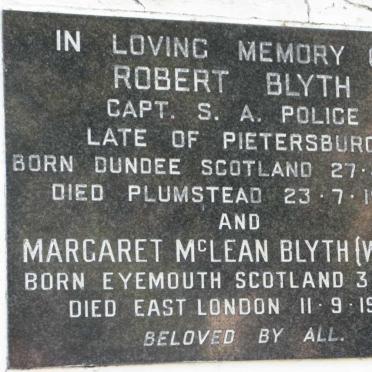 IN LOVING MEMORY
ROBERT BLYTH
CAPT. S. A. POLICE
LATE OF PIETERSBURG
BORN DUNDEE SCOTLAND 27·
DIED PLUMSTEAD 23·7·1
AND
MARGARET McLEAN BLYTH
BORN EYEMOUTH SCOTLAND 3
DIED EAST LONDON 11·9·19
BELOVED BY ALL.